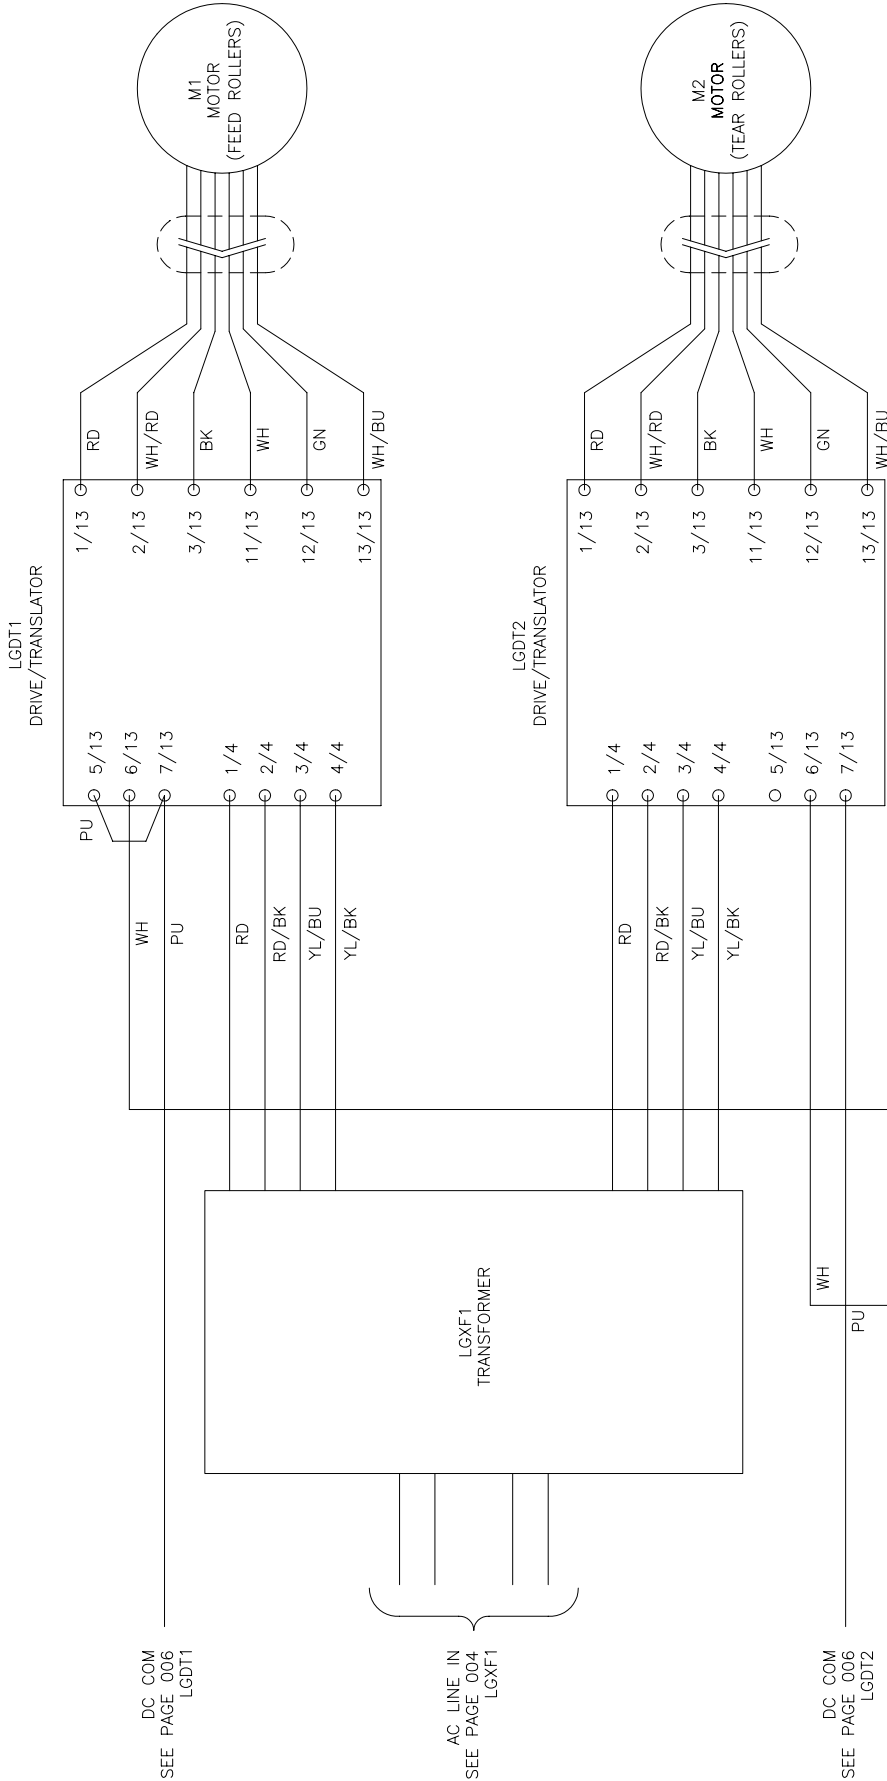 M1
MOTOR
(FEED ROLLERS)
RD
WH/RD
BK
WH
GN
WH/BU
LGDT1
DRIVE/TRANSLATOR
1/13
2/13
3/13
11/13
12/13
13/13
5/13
6/13
7/13
1/4
2/4
3/4
4/4
PU
WH
PU
RD
RD/BK
YL/BU
YL/BK
M2
MOTOR
(TEAR ROLLERS)
RD
WH/RD
BK
WH
GN
WH/BU
LGDT2
DRIVE/TRANSLATOR
1/13
2/13
3/13
11/13
12/13
13/13
1/4
2/4
3/4
4/4
5/13
6/13
7/13
RD
RD/BK
YL/BU
YL/BK
WH
PU
LGXF1
TRANSFORMER
DC COM
SEE PAGE 006
LGDT1
AC LINE IN
SEE PAGE 004
LGXF1
DC COM
SEE PAGE 006
LGDT2